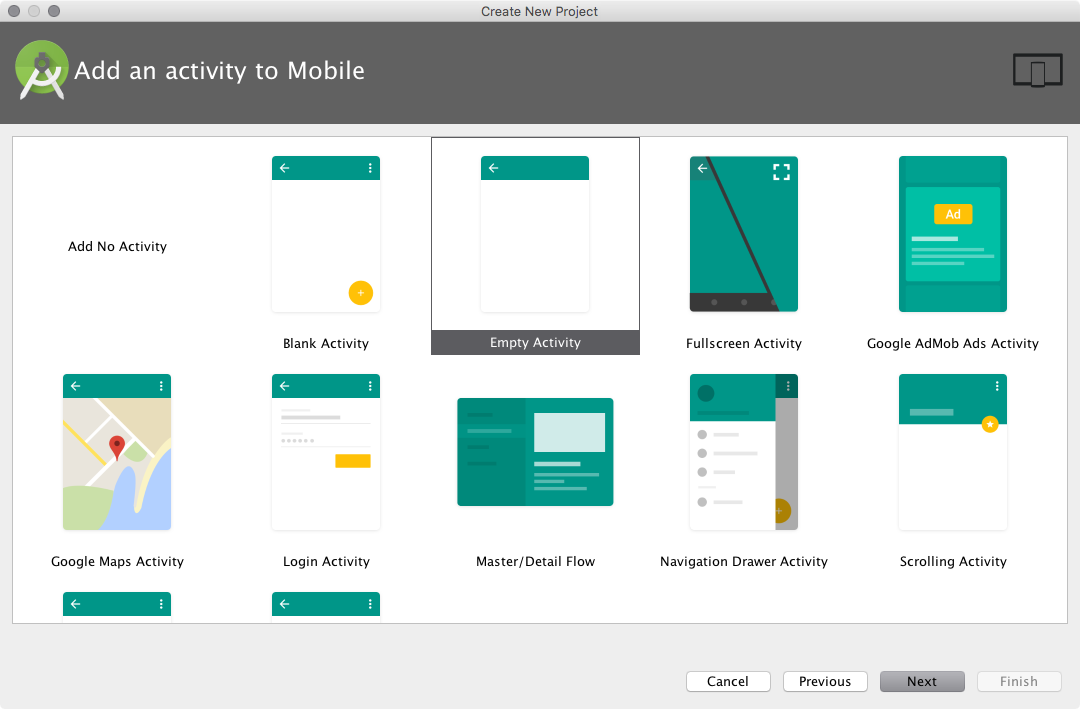 Create New Project
Add an activity to Mobile
Add No Activity
Blank Activity
Empty Activity
Fullscreen Activity
Ad
Google AdMob Ads Activity
Google Maps Activity
Login Activity
Master/Detail Flow
Navigation Drawer Activity
Scrolling Activity
Cancel
Previous
Next
Finish